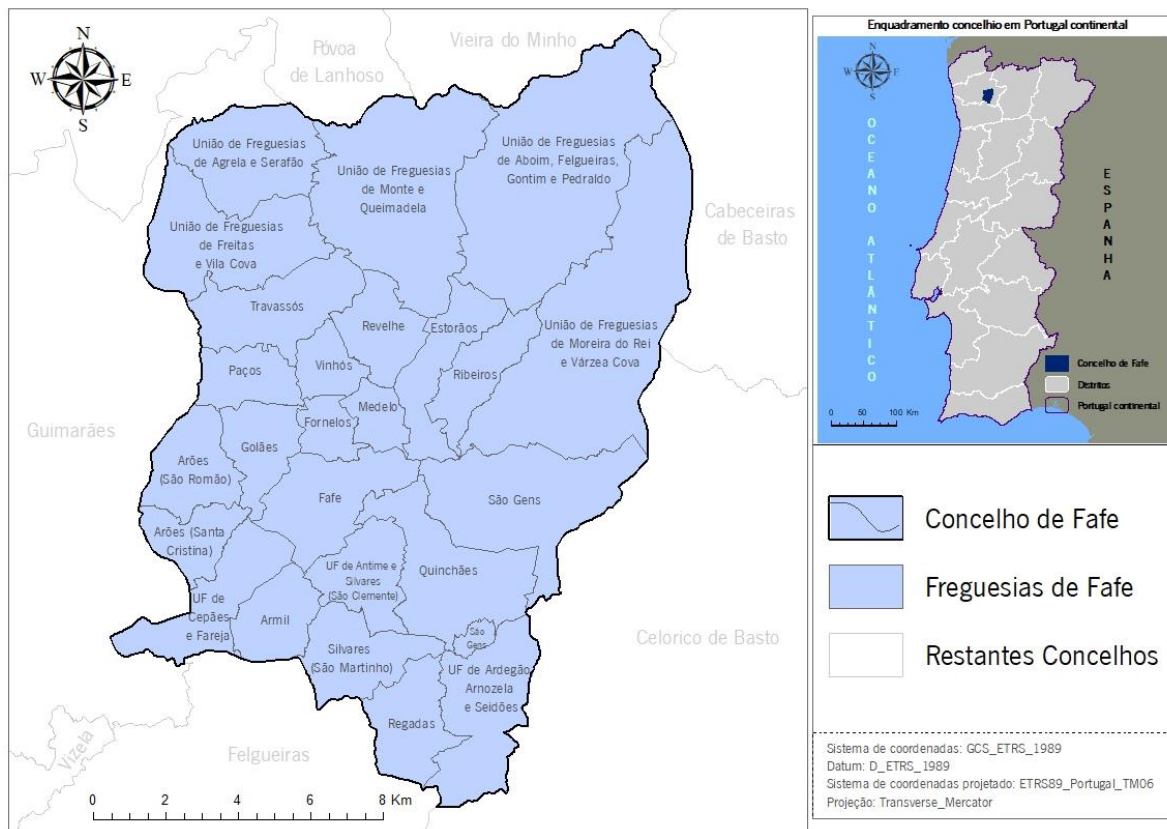 N
W
E
S
Póvoa
de Lanhoso
Vieira do Minho
União de Freguesias
de Agrela e Serafão
União de Freguesias
de Monte e
Queimadela
União de Freguesias
de Aboim, Felgueiras,
Gontim e Pedraldo
Cabeceiras
de Basto
União de Freguesias
de Freitas
e Vila Cova
Travassós
Revelhe
Estorãos
União de Freguesias
de Moreira do Rei
e Várzea Cova
Paços
Vinhós
Ribeiros
Medelo
Fornelos
Guimarães
Golães
Arões
(São Romão)
Fafe
São Gens
Arões (Santa
Cristina)
UF de Antime e
Silvares
(São Clemente)
Quinchães
UF de
Cepães
e Fareja
Armil
São
Gens
Celorico de Basto
Silvares
(São Martinho)
UF de Ardegão
Arnozela
e Seidões
Regadas
Vizela
Felgueiras
0 2 4 6 8 Km
Enquadramento concelhio em Portugal continental
N
W
E
S
OCEANO ATLÂNTICO
ESPANHA
Concelho de Fafe
Distritos
Portugal continental
0 50 100 Km
Concelho de Fafe
Freguesias de Fafe
Restantes Concelhos
Sistema de coordenadas: GCS_ETRS_1989
Datum: D_ETRS_1989
Sistema de coordenadas projetado: ETRS89_Portugal_TM06
Projeção: Transverse_Mercator